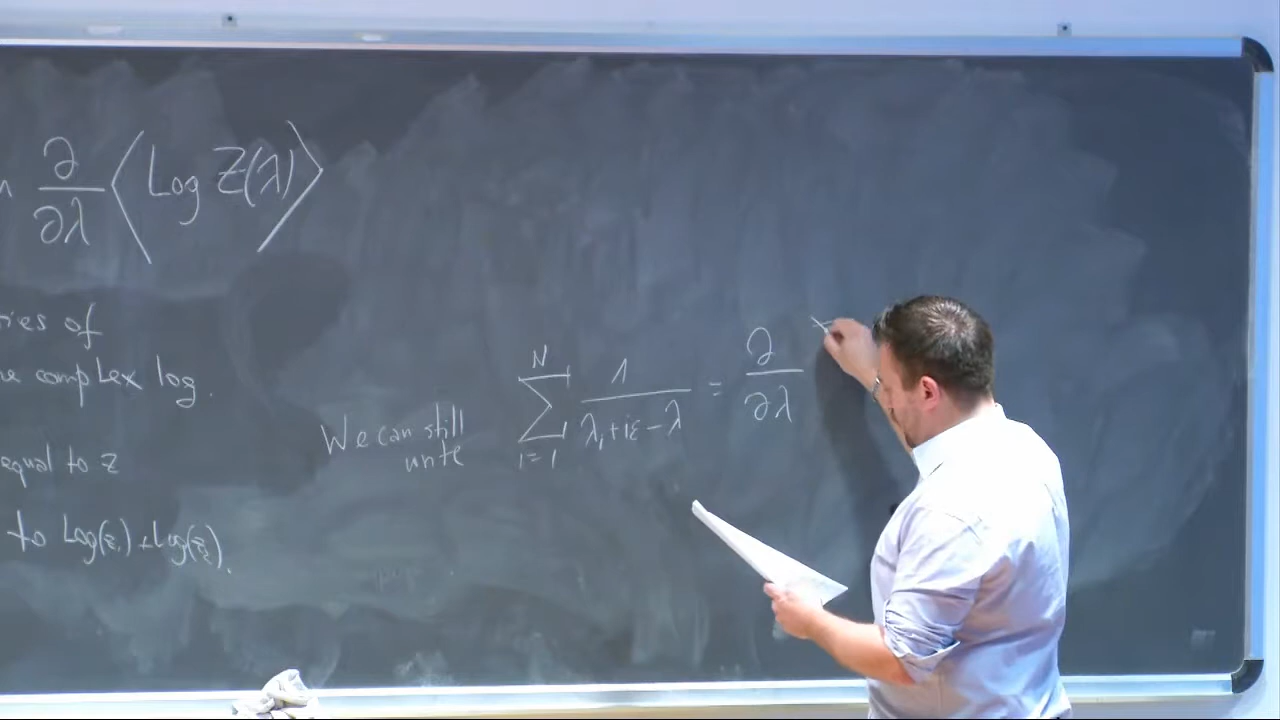 ∂/∂λ ⟨Log Z(λ)⟩
ies of
complex log.
equal to z
to Log(z₁)+Log(z₂).
We can still
write
∑_{i=1}^{N} 1/(λᵢ+iε−λ) = ∂/∂λ